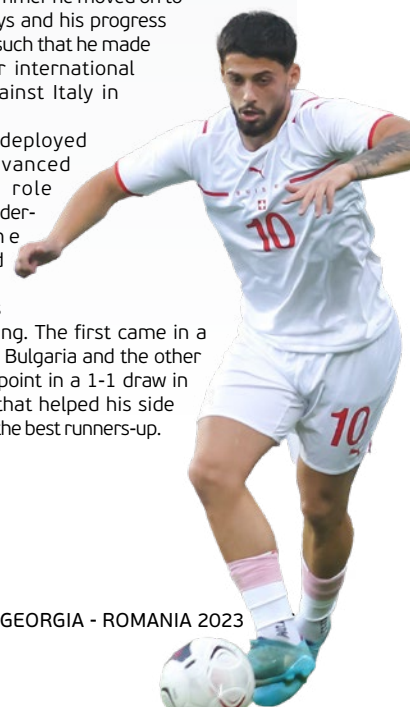 mmer he moved on to
ys and his progress
such that he made
r international
ainst Italy in
deployed
vanced
role
der-
h e
d
s
ng. The first came in a
Bulgaria and the other
point in a 1-1 draw in
that helped his side
the best runners-up.
10
10
GEORGIA - ROMANIA 2023